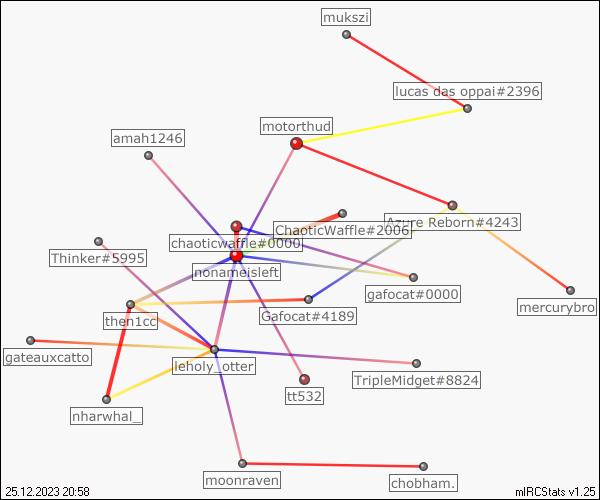 mukszi
lucas das oppai#2396
motorthud
amah1246
ChaoticWaffle#2006
Azure Reborn#4243
chaoticwaffle#0000
Thinker#5995
nonameisleft
gafocat#0000
mercurybro
Gafocat#4189
then1cc
gateauxcatto
leholy_otter
TripleMidget#8824
tt532
nharwhal_
moonraven
chobham.
25.12.2023 20:58
mIRCStats v1.25